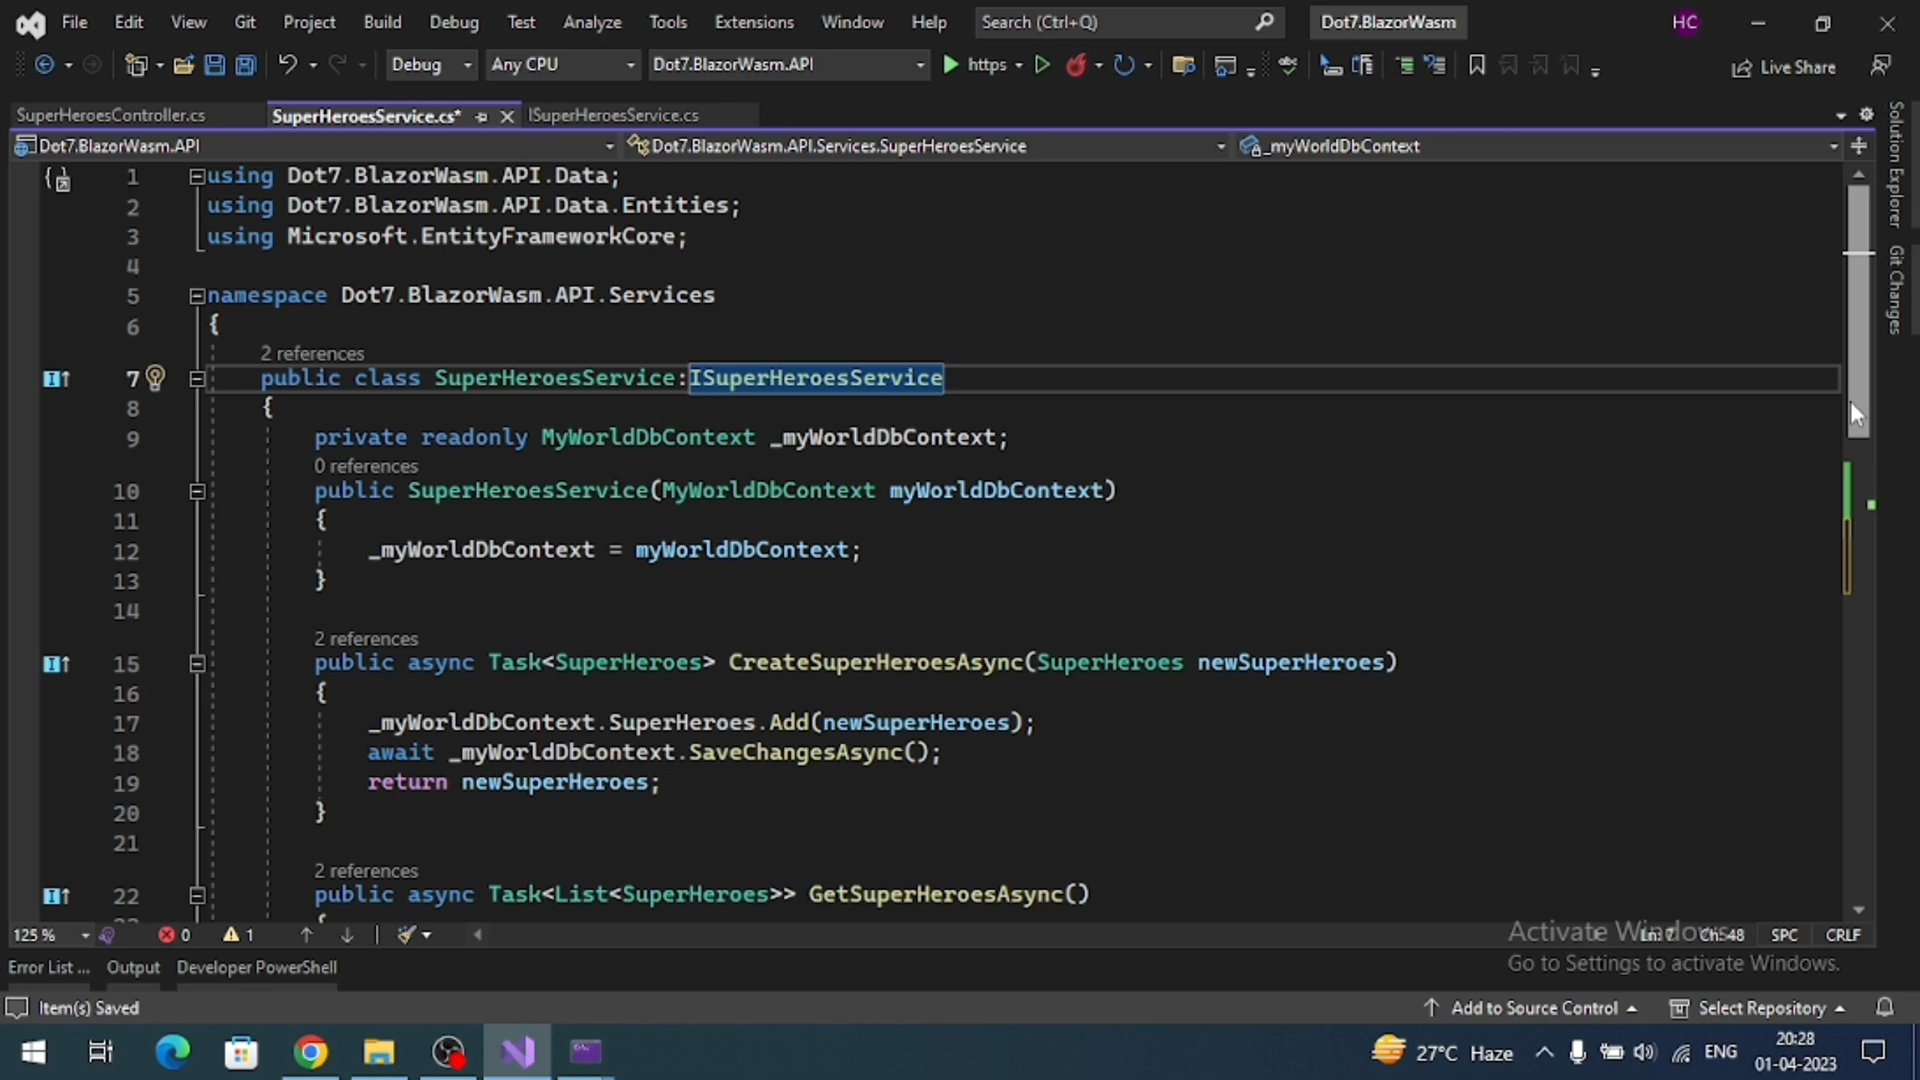 File Edit View Git Project Build Debug Test Analyze Tools Extensions Window Help Search (Ctrl+Q) Dot7.BlazorWasm HC
Debug Any CPU Dot7.BlazorWasm.API https Live Share
SuperHeroesController.cs SuperHeroesService.cs* ISuperHeroesService.cs
Dot7.BlazorWasm.API Dot7.BlazorWasm.API.Services.SuperHeroesService _myWorldDbContext
Solution Explorer
Git Changes
1 using Dot7.BlazorWasm.API.Data;
2 using Dot7.BlazorWasm.API.Data.Entities;
3 using Microsoft.EntityFrameworkCore;
4
5 namespace Dot7.BlazorWasm.API.Services
6 {
2 references
7 public class SuperHeroesService:ISuperHeroesService
8 {
9 private readonly MyWorldDbContext _myWorldDbContext;
0 references
10 public SuperHeroesService(MyWorldDbContext myWorldDbContext)
11 {
12 _myWorldDbContext = myWorldDbContext;
13 }
14
2 references
15 public async Task<SuperHeroes> CreateSuperHeroesAsync(SuperHeroes newSuperHeroes)
16 {
17 _myWorldDbContext.SuperHeroes.Add(newSuperHeroes);
18 await _myWorldDbContext.SaveChangesAsync();
19 return newSuperHeroes;
20 }
21
2 references
22 public async Task<List<SuperHeroes>> GetSuperHeroesAsync()
125 % 0 1 Ln: 7 Ch: 48 SPC CRLF
Activate Windows
Go to Settings to activate Windows.
Error List ... Output Developer PowerShell
Item(s) Saved Add to Source Control Select Repository
27°C Haze ENG 20:28
01-04-2023